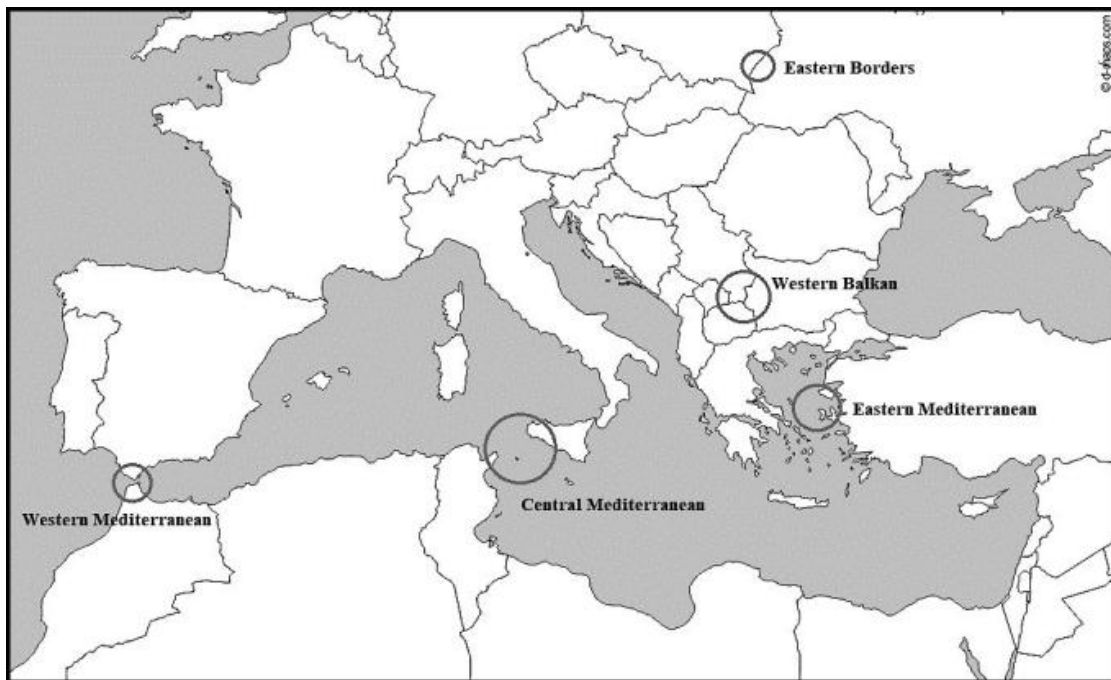 © d-maps.com
Eastern Borders
Western Balkan
Eastern Mediterranean
Central Mediterranean
Western Mediterranean